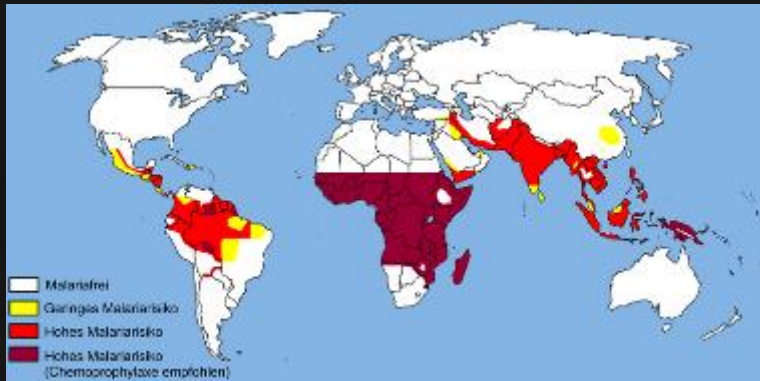 Malariafrei
Geringes Malariarisiko
Hohes Malariarisiko
Hohes Malariarisiko
(Chemoprophylaxe empfohlen)